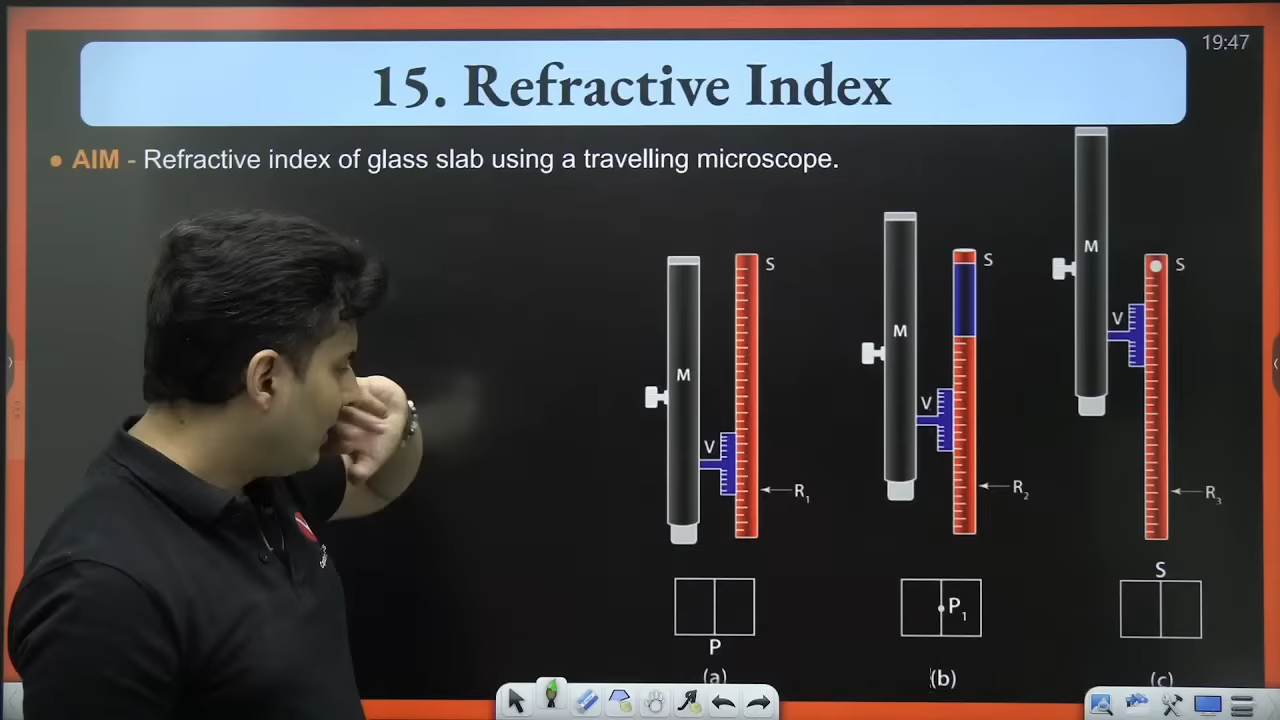 19:47
15. Refractive Index
• AIM - Refractive index of glass slab using a travelling microscope.
M
S
V
R₁
P
(a)
M
S
V
R₂
P₁
(b)
M
S
V
R₃
S
(c)